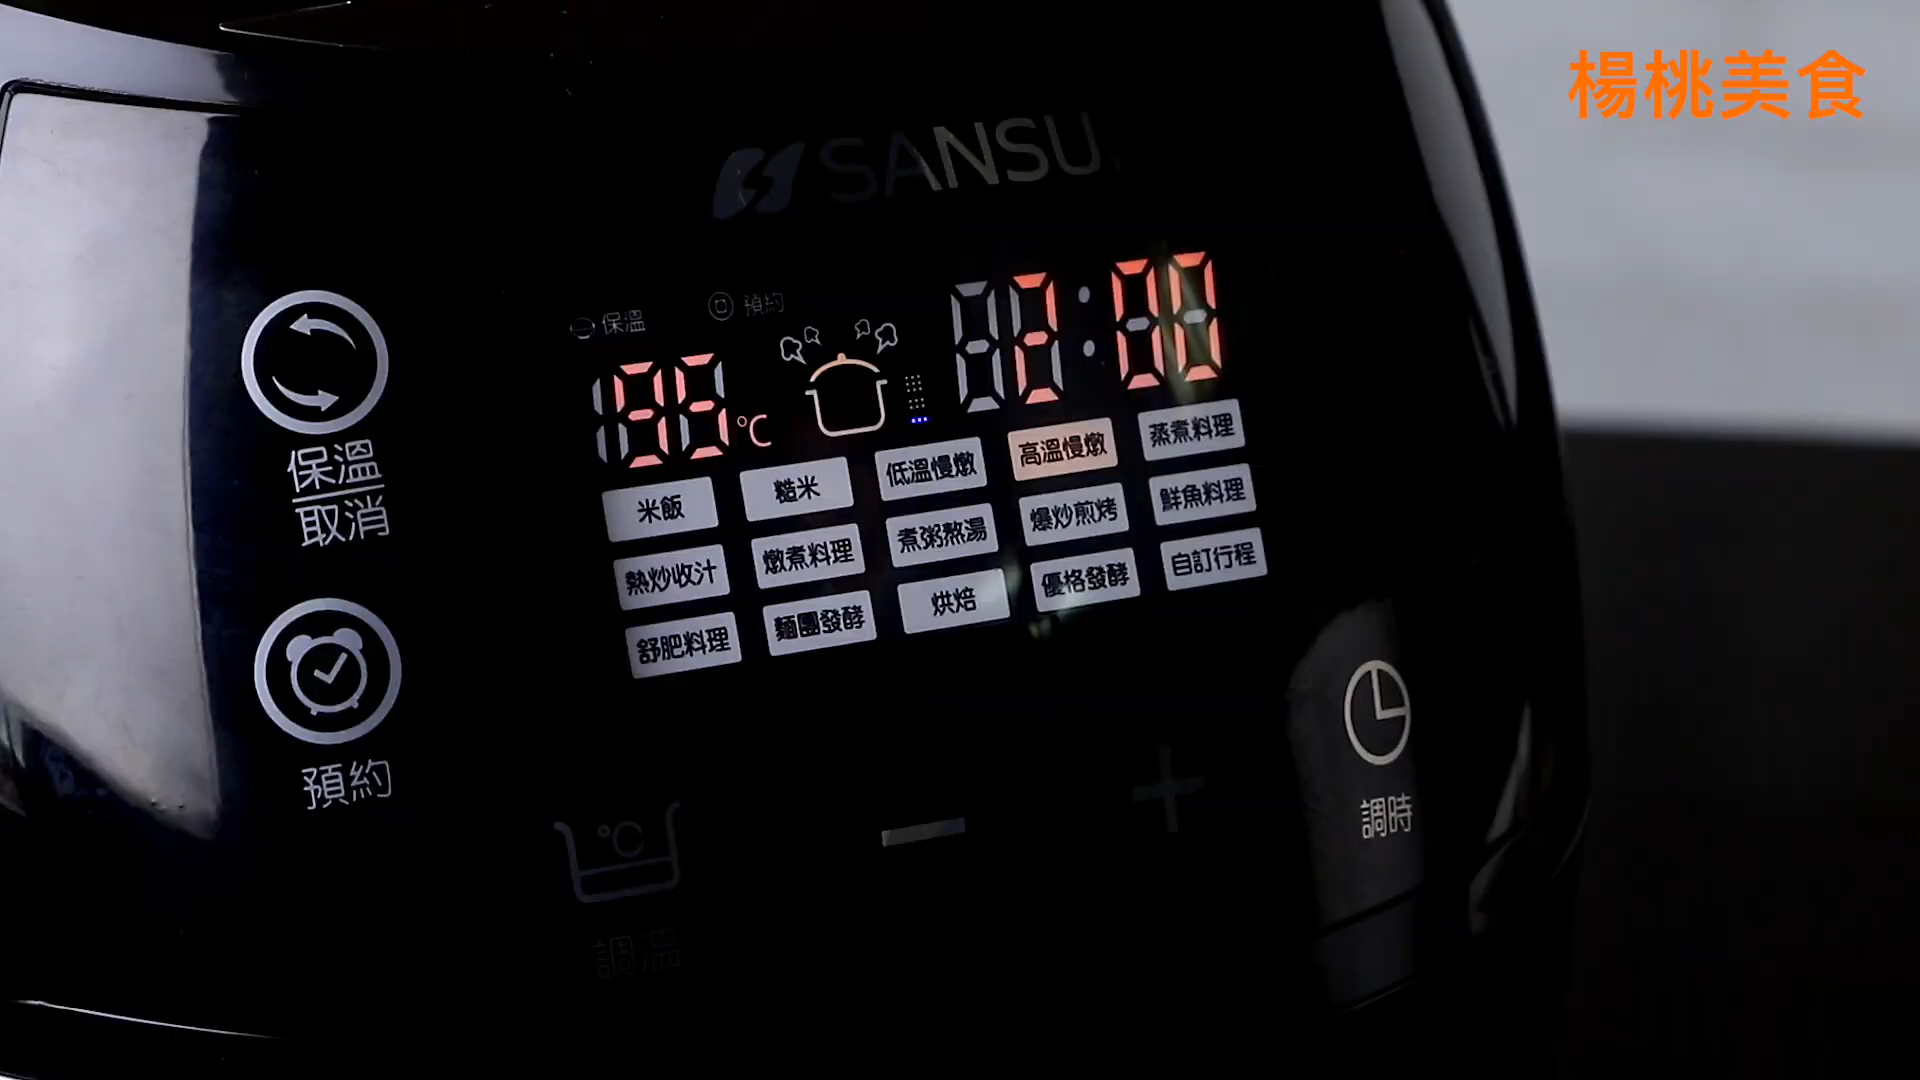 楊桃美食
SANSUI
保溫
預約
95 °C
2:00
保溫
取消
預約
米飯 糙米 低溫慢燉 高溫慢燉 蒸煮料理
熱炒收汁 燉煮料理 煮粥熬湯 爆炒煎烤 鮮魚料理
舒肥料理 麵團發酵 烘焙 優格發酵 自訂行程
°C
調溫
−
+
調時